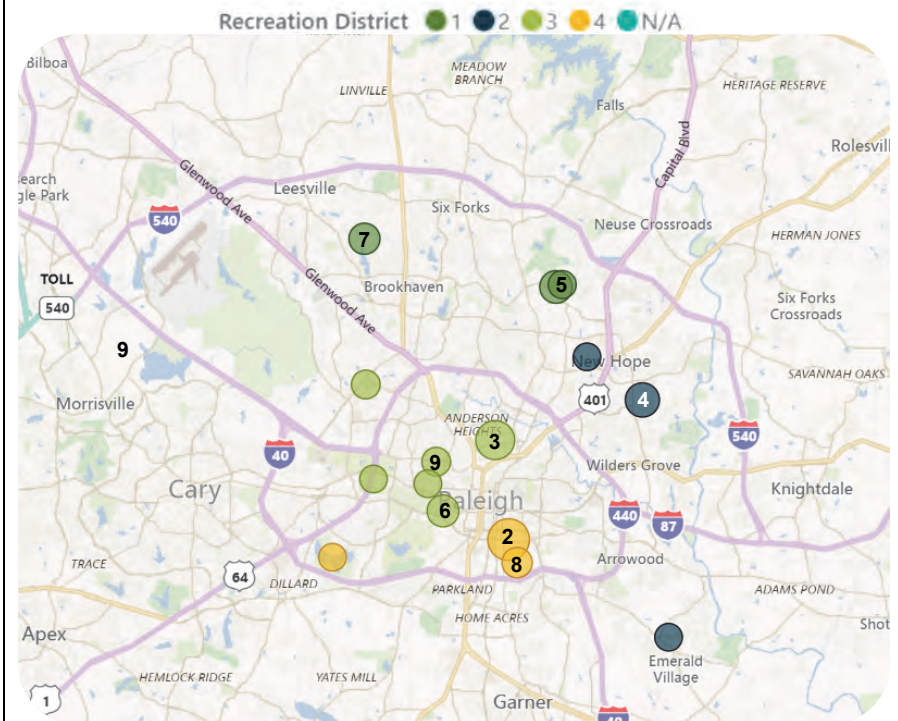 Recreation District 1 2 3 4 N/A
Bilboa
MEADOW
BRANCH
LINVILLE
HERITAGE RESERVE
Falls
Capital Blvd
Rolesvill
Glenwood Ave
search
gle Park
Leesville
Six Forks
540
Neuse Crossroads
HERMAN JONES
7
TOLL
540
Glenwood Ave
Brookhaven
5
Six Forks
Crossroads
9
New Hope
SAVANNAH OAKS
Morrisville
401
4
ANDERSON
HEIGHTS
3
540
40
9
Wilders Grove
Cary
Raleigh
Knightdale
6
440
87
2
8
Arrowood
TRACE
64
DILLARD
PARKLAND
ADAMS POND
HOME ACRES
Apex
Shot
Emerald
Village
HEMLOCK RIDGE
YATES MILL
1
Garner
40